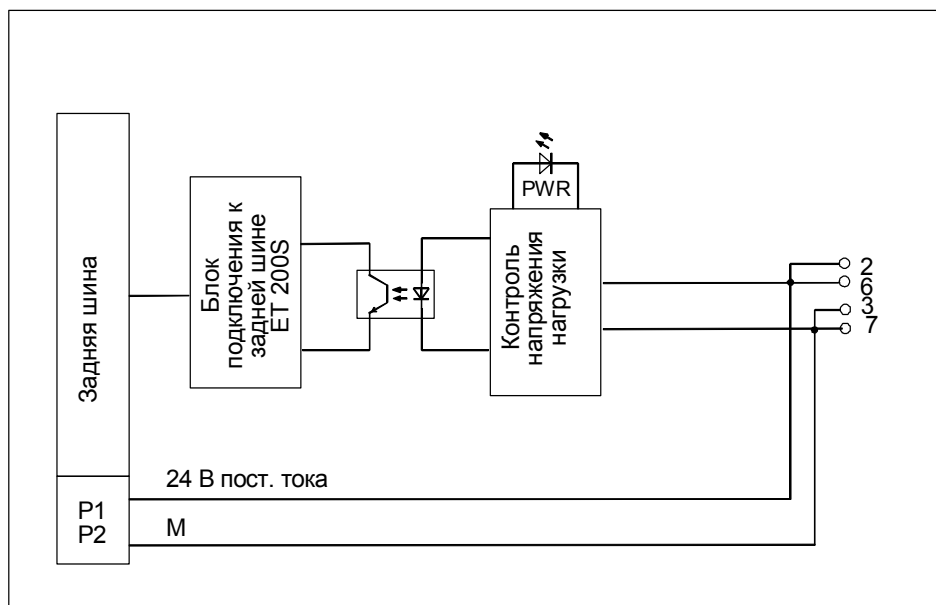 Задняя шина
Блок
подключения к
задней шине
ET 200S
PWR
Контроль
напряжения
нагрузки
2
6
3
7
24 В пост. тока
P1
P2
M